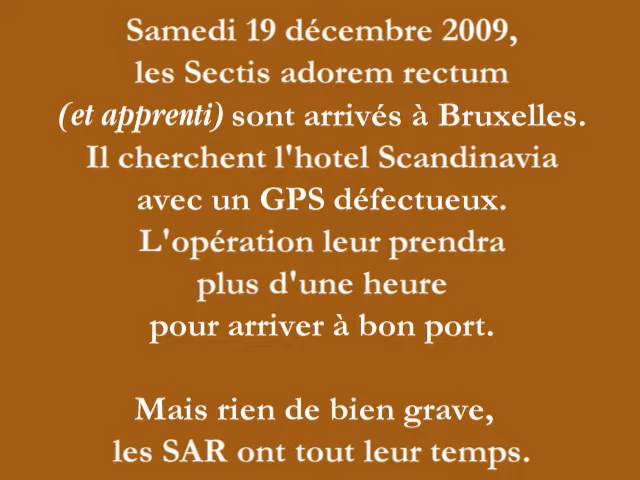 Samedi 19 décembre 2009,
les Sectis adorem rectum
(et apprenti) sont arrivés à Bruxelles.
Il cherchent l'hotel Scandinavia
avec un GPS défectueux.
L'opération leur prendra
plus d'une heure
pour arriver à bon port.
Mais rien de bien grave,
les SAR ont tout leur temps.